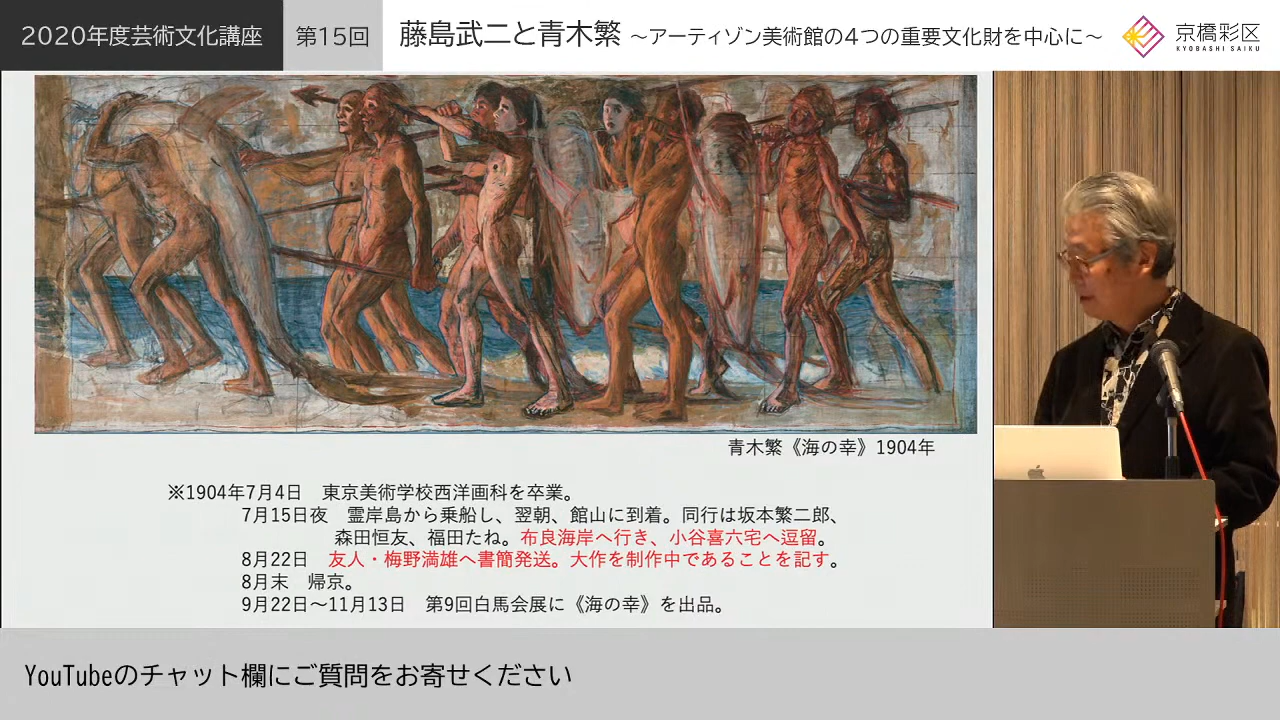 2020年度芸術文化講座
第15回
藤島武二と青木繁 ～アーティゾン美術館の4つの重要文化財を中心に～
京橋彩区
KYOBASHI SAIKU
青木繁《海の幸》1904年
※1904年7月4日　東京美術学校西洋画科を卒業。
7月15日夜　霊岸島から乗船し、翌朝、館山に到着。同行は坂本繁二郎、
森田恒友、福田たね。布良海岸へ行き、小谷喜六宅へ逗留。
8月22日　友人・梅野満雄へ書簡発送。大作を制作中であることを記す。
8月末　帰京。
9月22日〜11月13日　第9回白馬会展に《海の幸》を出品。
YouTubeのチャット欄にご質問をお寄せください